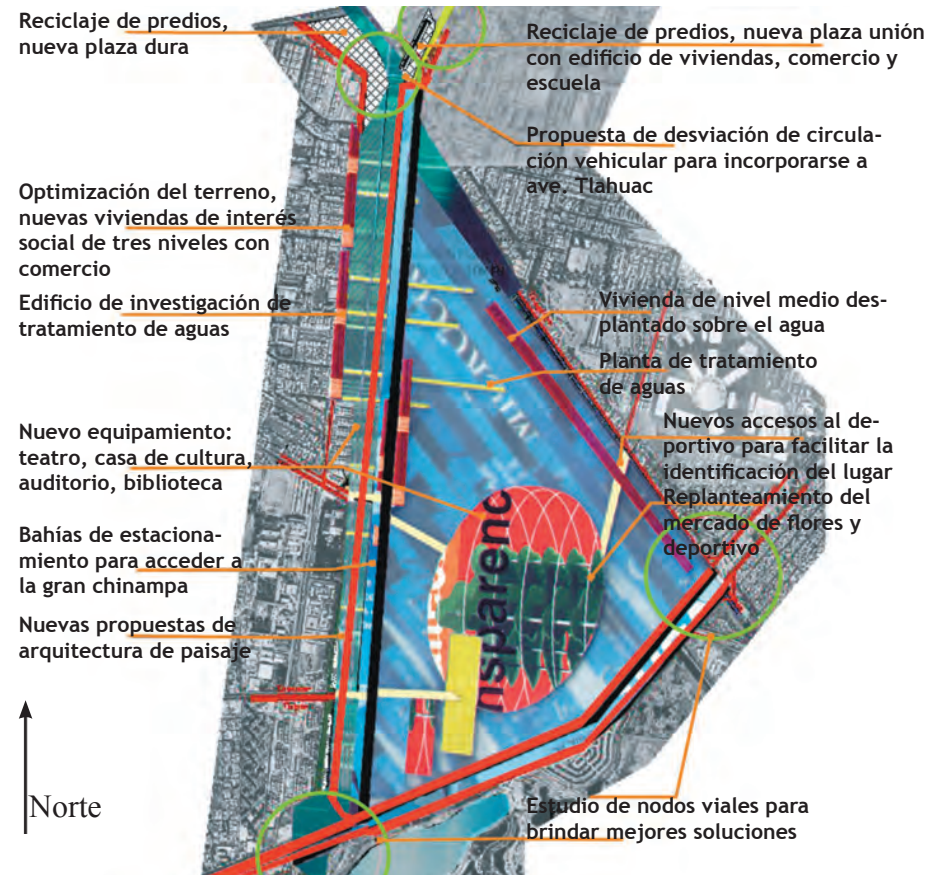 Reciclaje de predios,
nueva plaza dura
Reciclaje de predios, nueva plaza unión
con edificio de viviendas, comercio y
escuela
Propuesta de desviación de circula-
ción vehicular para incorporarse a
ave. Tlahuac
Optimización del terreno,
nuevas viviendas de interés
social de tres niveles con
comercio
Edificio de investigación de
tratamiento de aguas
Vivienda de nivel medio des-
plantado sobre el agua
Planta de tratamiento
de aguas
Nuevo equipamiento:
teatro, casa de cultura,
auditorio, biblioteca
Nuevos accesos al de-
portivo para facilitar la
identificación del lugar
Replanteamiento del
mercado de flores y
deportivo
Bahías de estaciona-
miento para acceder a
la gran chinampa
Nuevas propuestas de
arquitectura de paisaje
nsparenc
Norte
Estudio de nodos viales para
brindar mejores soluciones